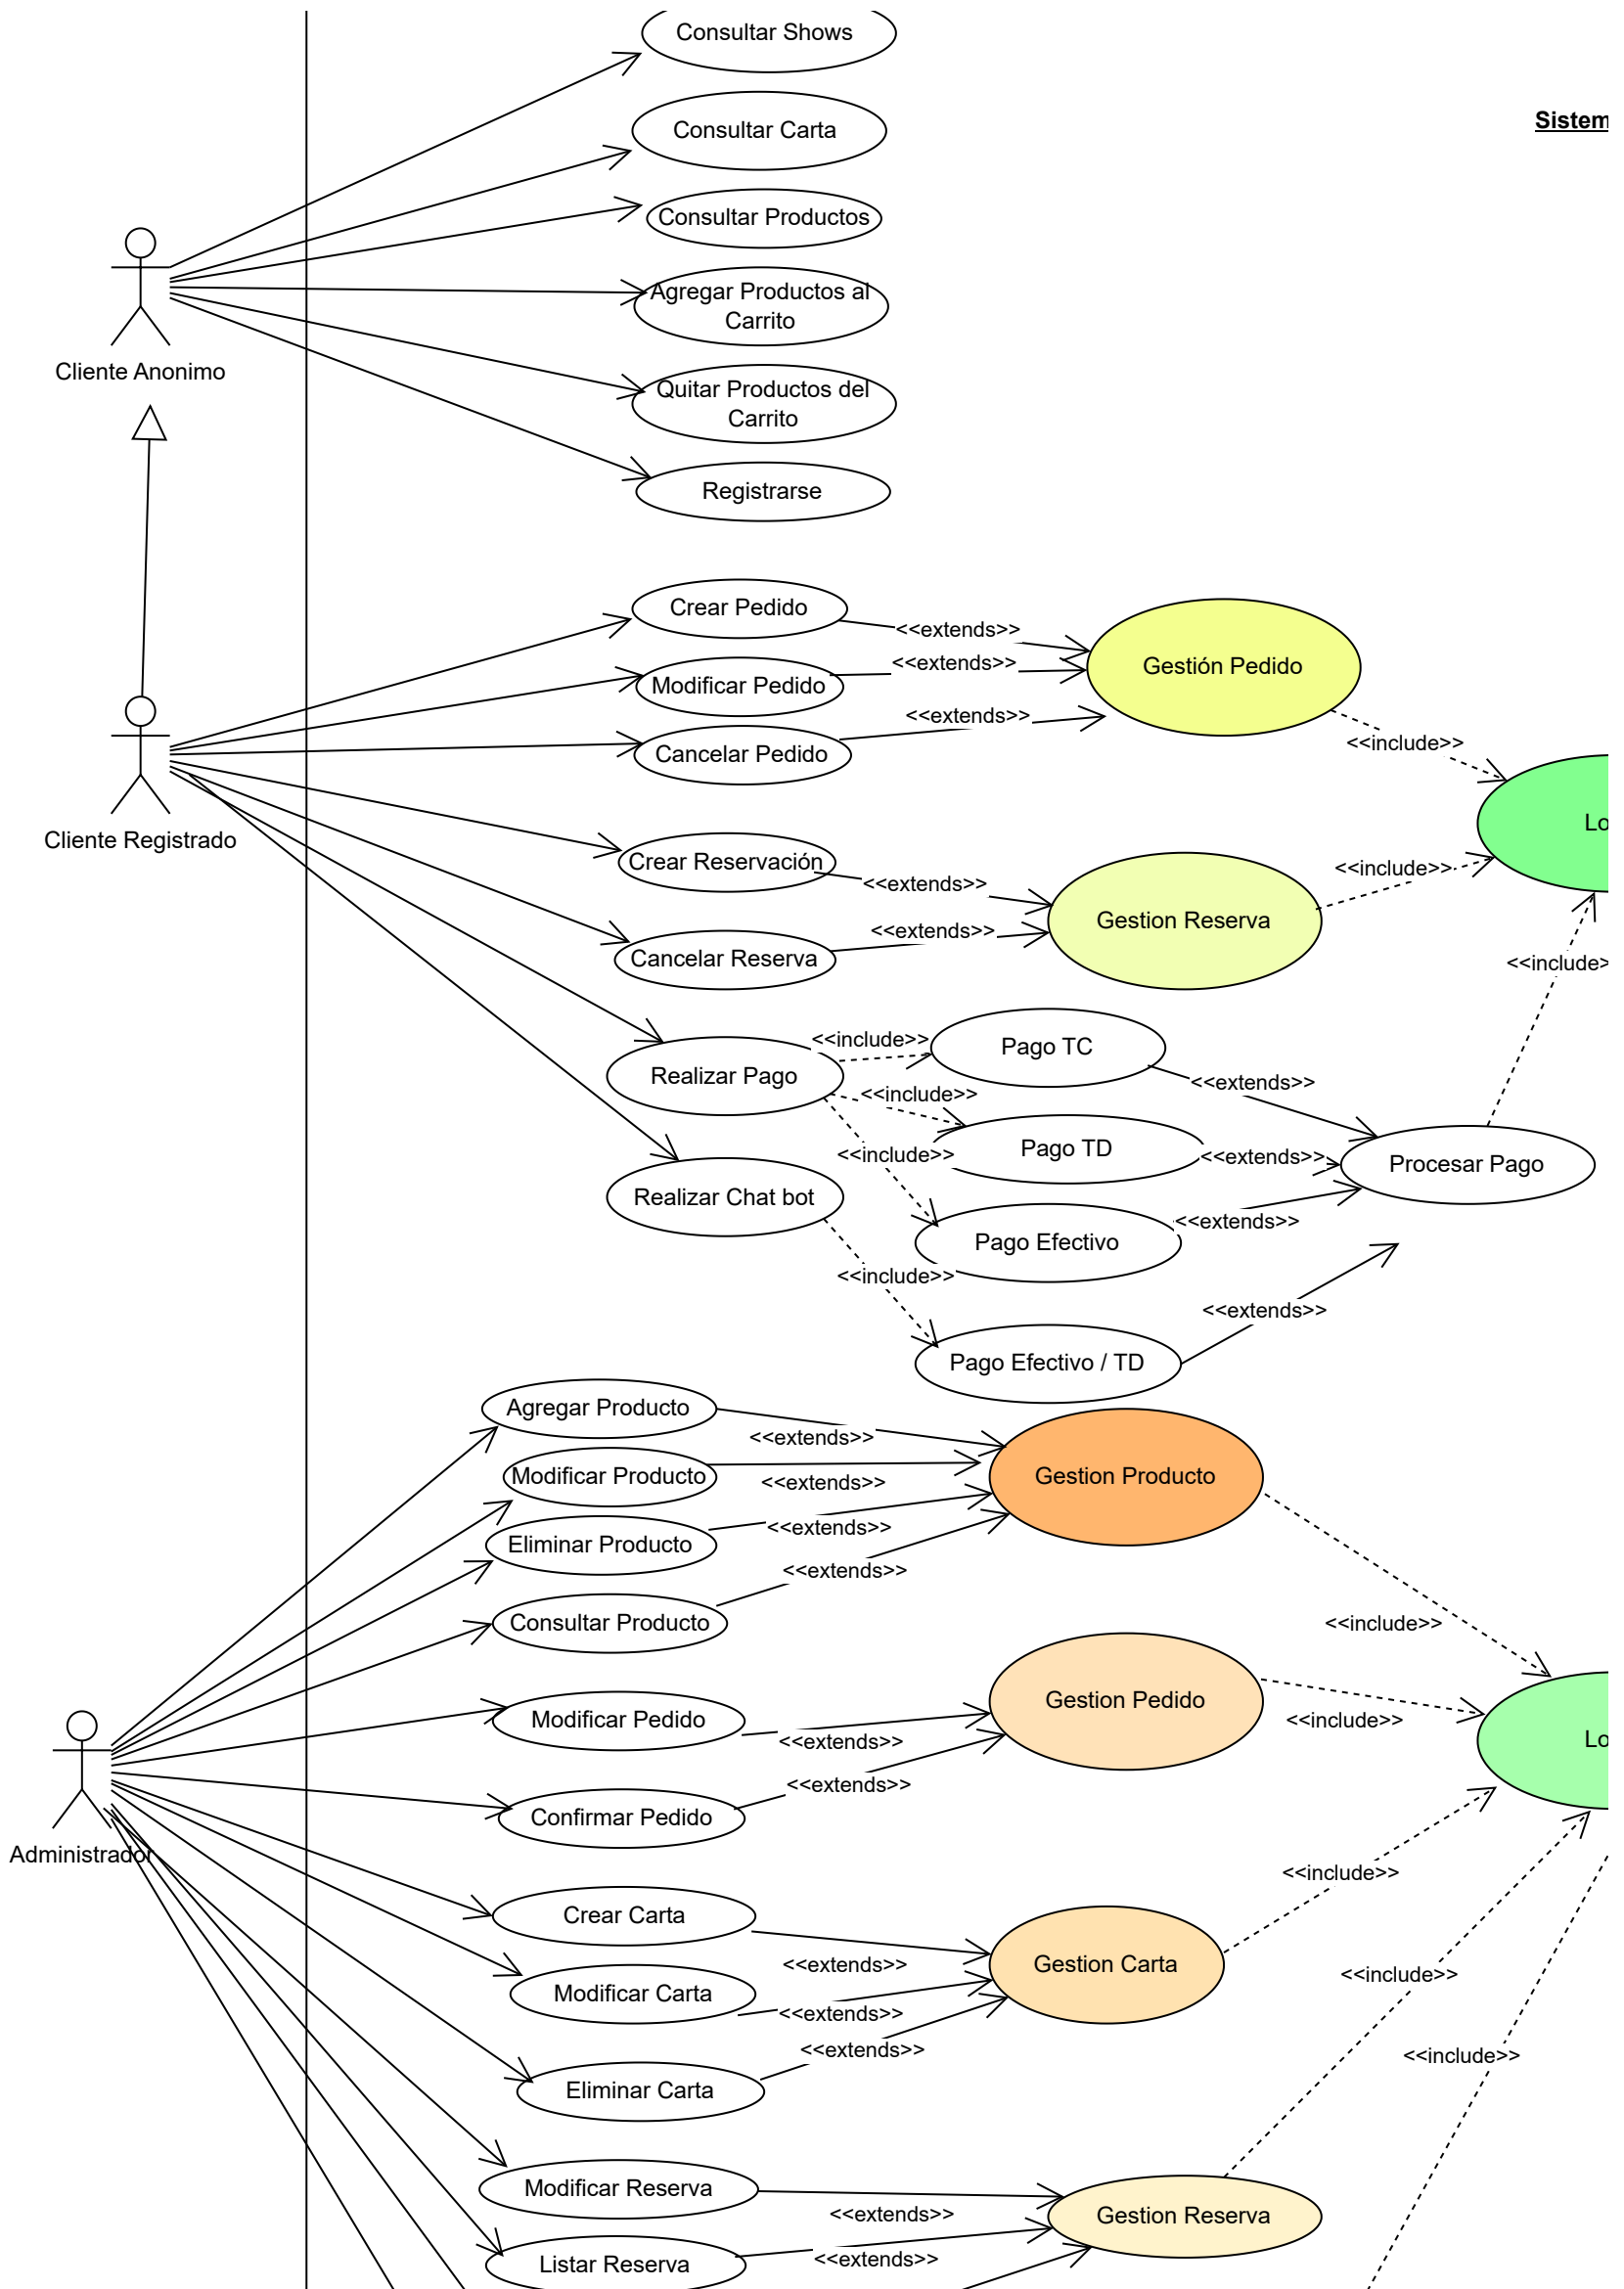 Consultar Shows
Sistem
Consultar Carta
Consultar Productos
Agregar Productos al
Carrito
Cliente Anonimo
Quitar Productos del
Carrito
Registrarse
Crear Pedido
<<extends>>
Modificar Pedido
<<extends>>
Gestión Pedido
Cancelar Pedido
<<extends>>
<<include>>
Cliente Registrado
Lo
Crear Reservación
<<extends>>
<<include>>
Gestion Reserva
Cancelar Reserva
<<extends>>
<<include>
Realizar Pago
<<include>>
Pago TC
<<extends>>
<<include>>
Pago TD
<<extends>>
Procesar Pago
<<include>>
Realizar Chat bot
Pago Efectivo
<<extends>>
<<include>>
<<extends>>
Pago Efectivo / TD
Agregar Producto
<<extends>>
Modificar Producto
<<extends>>
Gestion Producto
Eliminar Producto
<<extends>>
<<extends>>
Consultar Producto
<<include>>
Modificar Pedido
<<extends>>
Gestion Pedido
<<include>>
Lo
<<extends>>
Confirmar Pedido
Administrador
<<include>>
Crear Carta
<<extends>>
Gestion Carta
Modificar Carta
<<extends>>
<<include>>
<<extends>>
<<include>>
Eliminar Carta
Modificar Reserva
<<extends>>
Gestion Reserva
Listar Reserva
<<extends>>